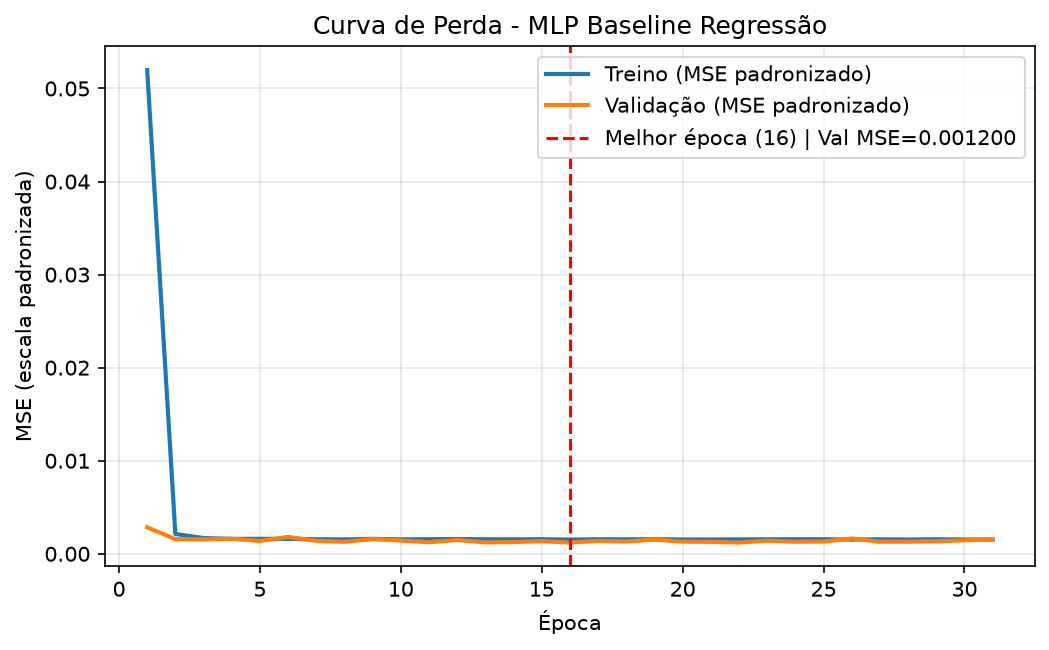 Curva de Perda - MLP Baseline Regressão
Treino (MSE padronizado)
Validação (MSE padronizado)
Melhor época (16) | Val MSE=0.001200
MSE (escala padronizada)
0.05
0.04
0.03
0.02
0.01
0.00
0 5 10 15 20 25 30
Época